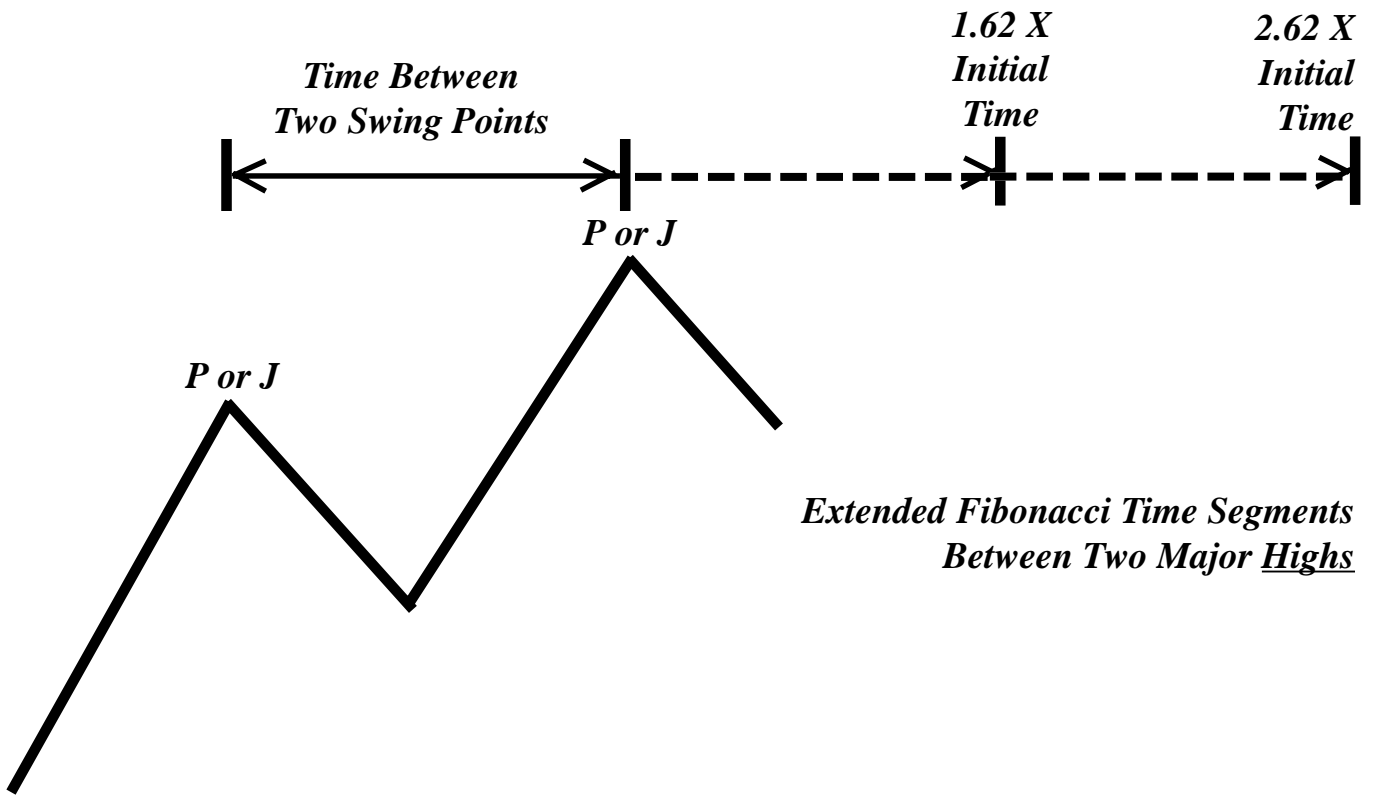 Time Between
Two Swing Points
1.62 X
Initial
Time
2.62 X
Initial
Time
P or J
P or J
Extended Fibonacci Time Segments
Between Two Major Highs